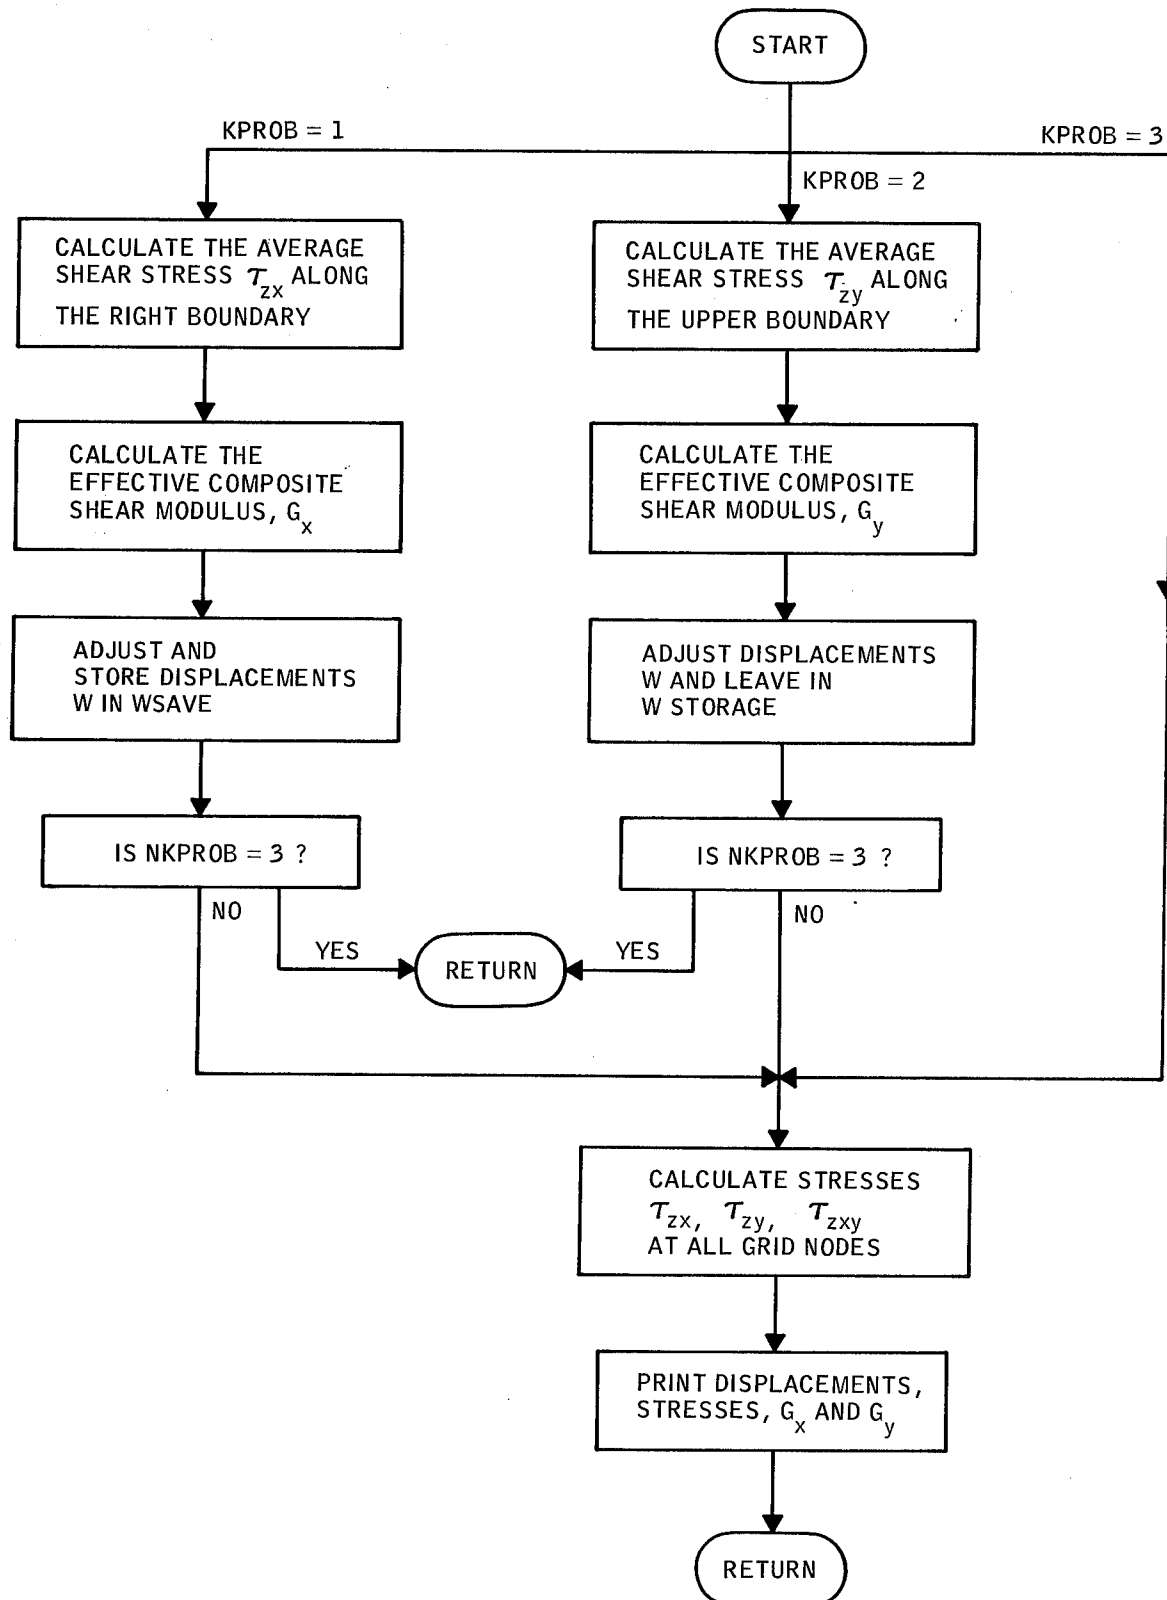 START
KPROB = 1
KPROB = 3
KPROB = 2
CALCULATE THE AVERAGE
SHEAR STRESS τzx ALONG
THE RIGHT BOUNDARY
CALCULATE THE AVERAGE
SHEAR STRESS τzy ALONG
THE UPPER BOUNDARY
CALCULATE THE
EFFECTIVE COMPOSITE
SHEAR MODULUS, Gx
CALCULATE THE
EFFECTIVE COMPOSITE
SHEAR MODULUS, Gy
ADJUST AND
STORE DISPLACEMENTS
W IN WSAVE
ADJUST DISPLACEMENTS
W AND LEAVE IN
W STORAGE
IS NKPROB = 3 ?
IS NKPROB = 3 ?
NO
NO
YES
RETURN
YES
CALCULATE STRESSES
τzx, τzy, τzxy
AT ALL GRID NODES
PRINT DISPLACEMENTS,
STRESSES, Gx AND Gy
RETURN